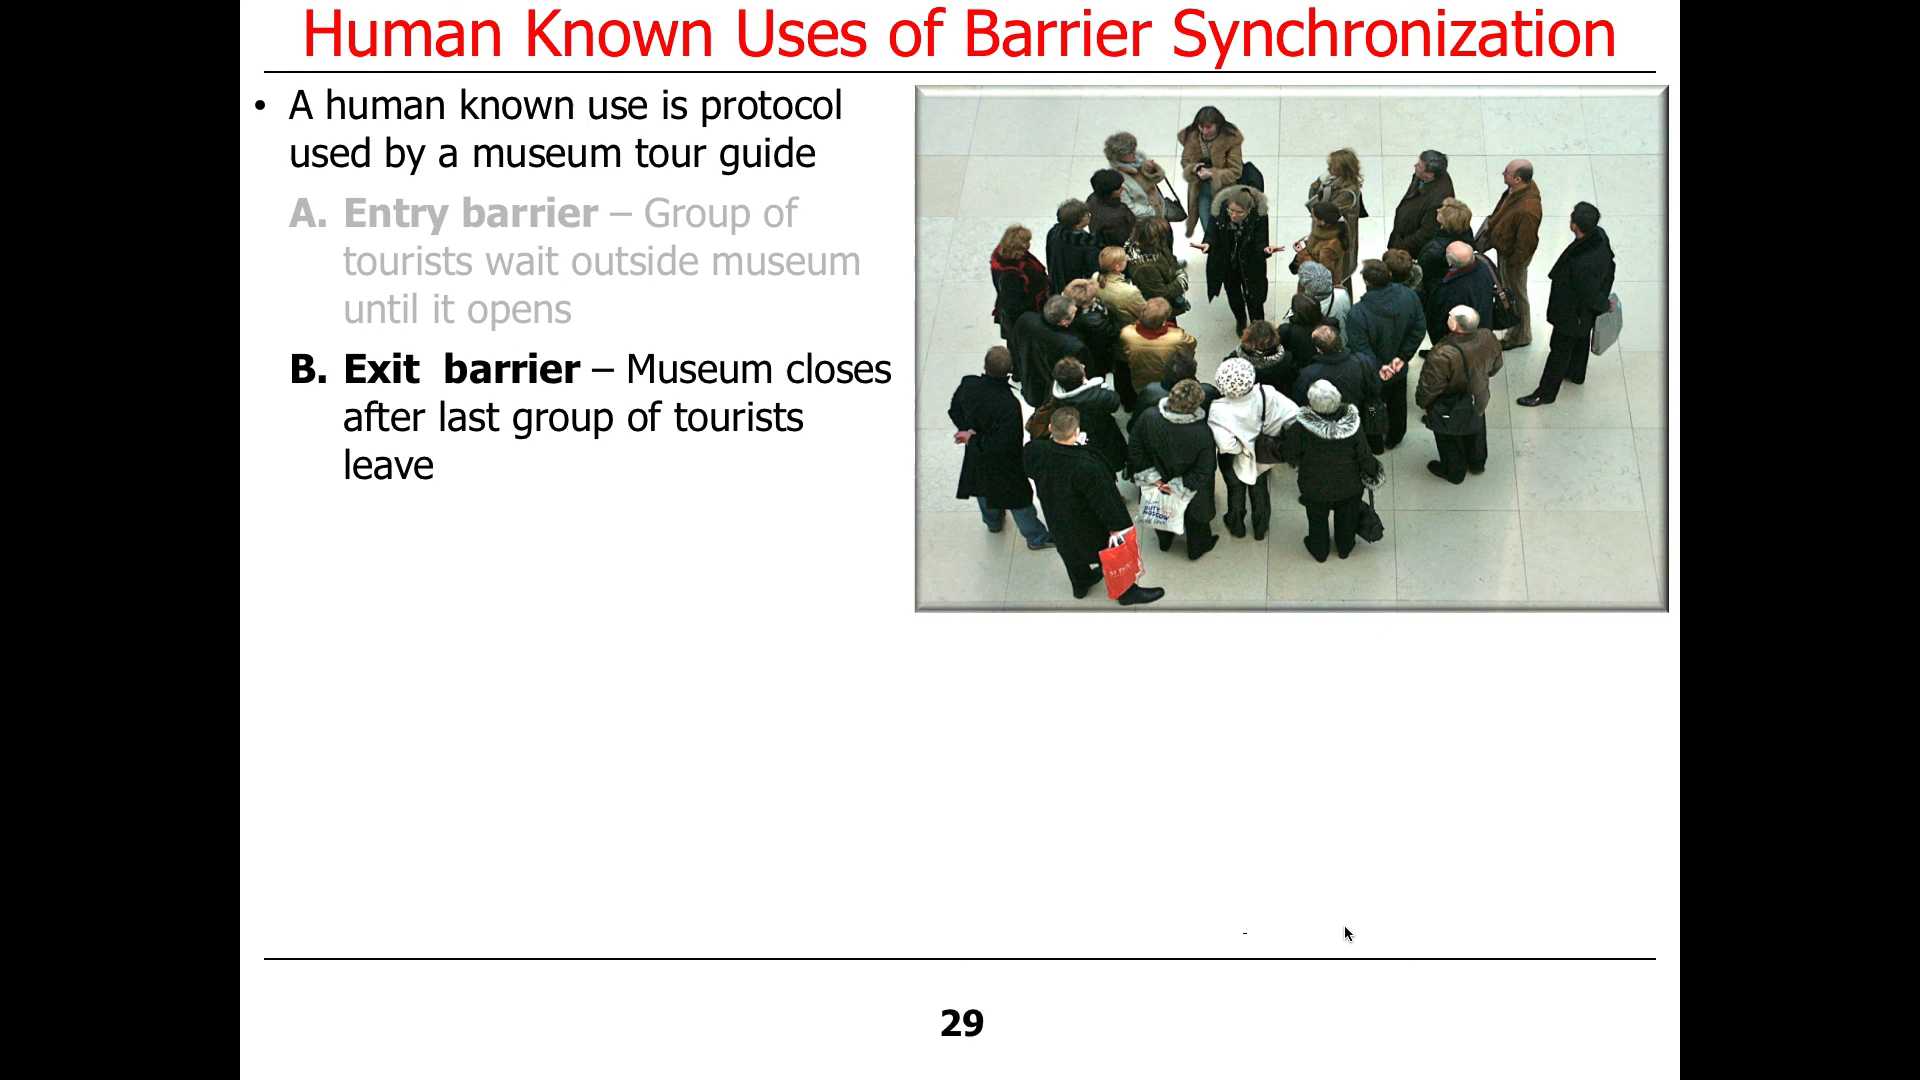 Human Known Uses of Barrier Synchronization
• A human known use is protocol
used by a museum tour guide
A. Entry barrier – Group of
tourists wait outside museum
until it opens
B. Exit barrier – Museum closes
after last group of tourists
leave
29